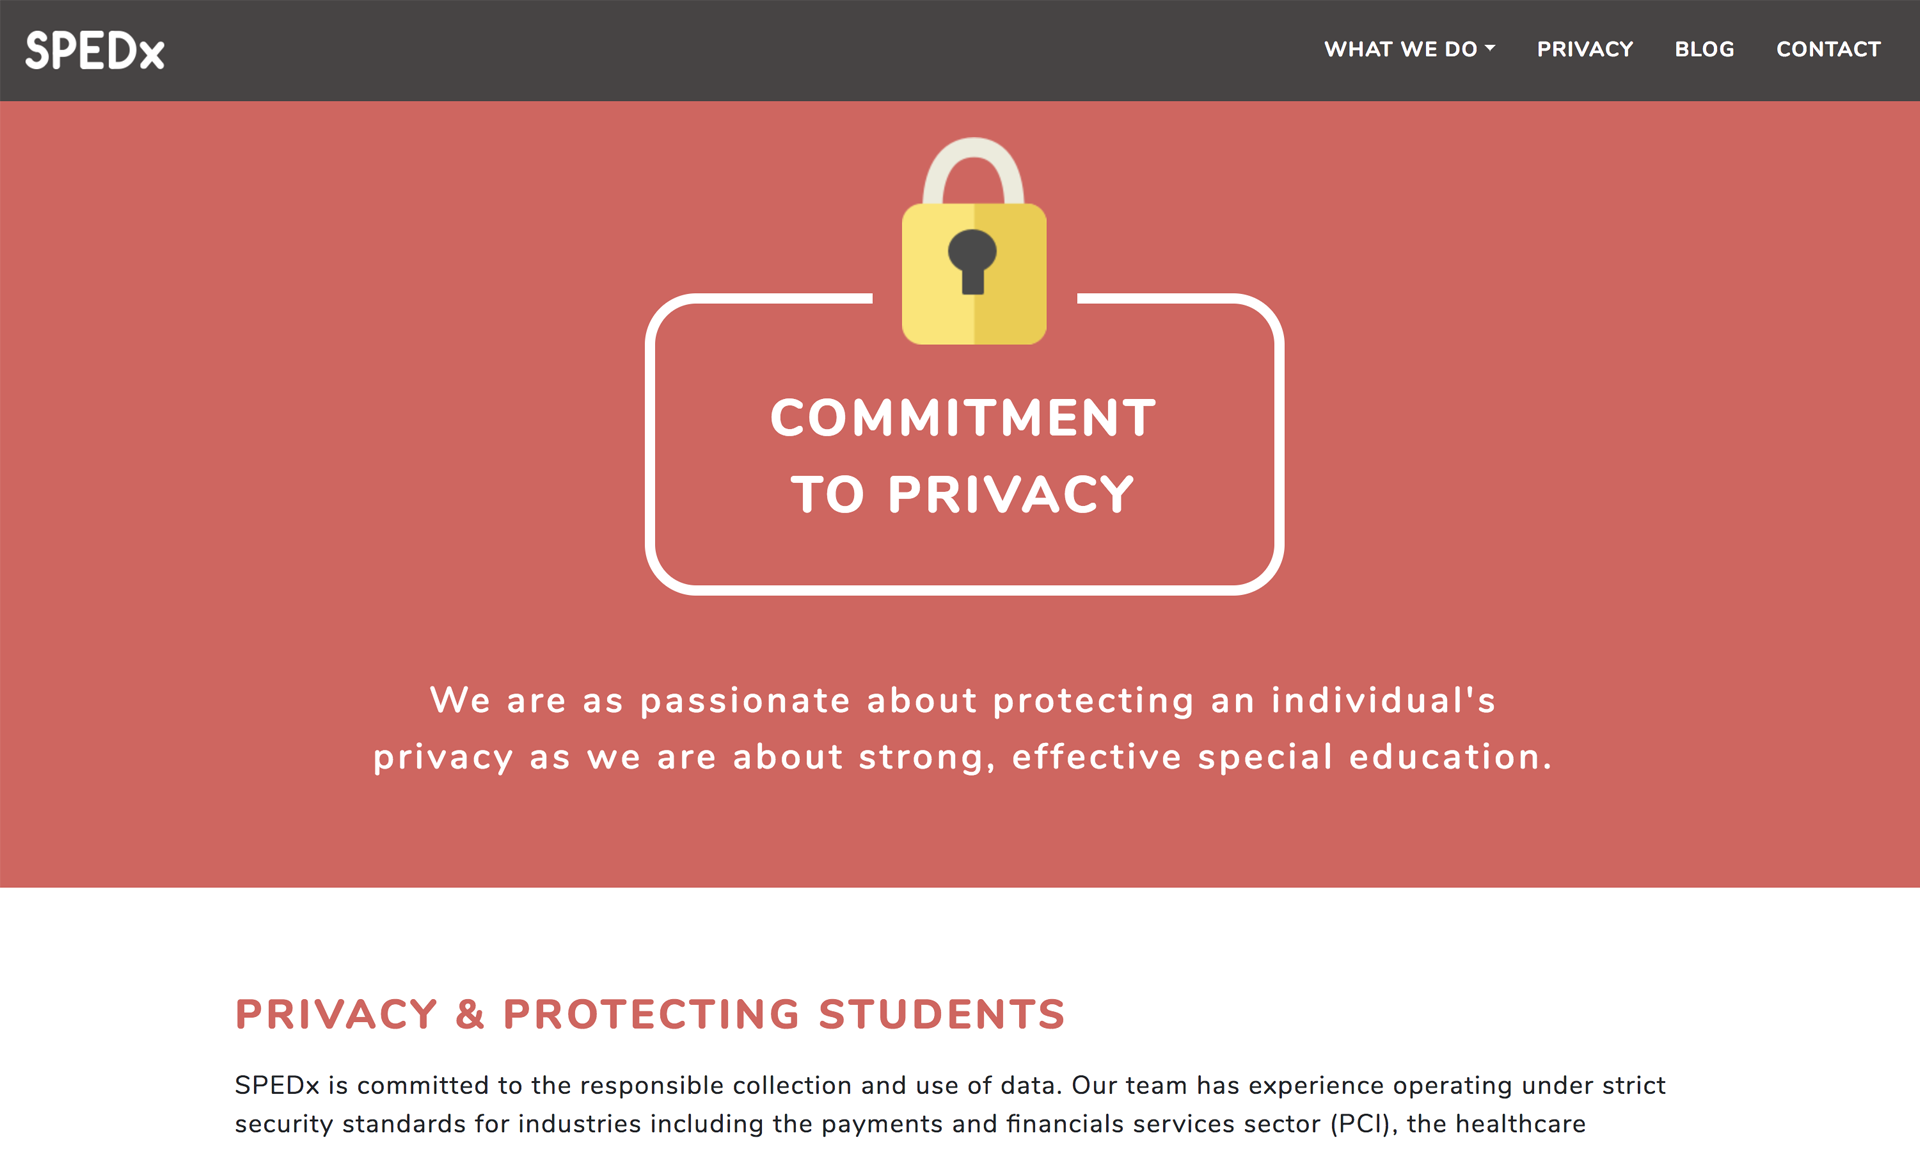 SPEDx
WHAT WE DO PRIVACY BLOG CONTACT
COMMITMENT
TO PRIVACY
We are as passionate about protecting an individual's
privacy as we are about strong, effective special education.
PRIVACY & PROTECTING STUDENTS
SPEDx is committed to the responsible collection and use of data. Our team has experience operating under strict
security standards for industries including the payments and financials services sector (PCI), the healthcare